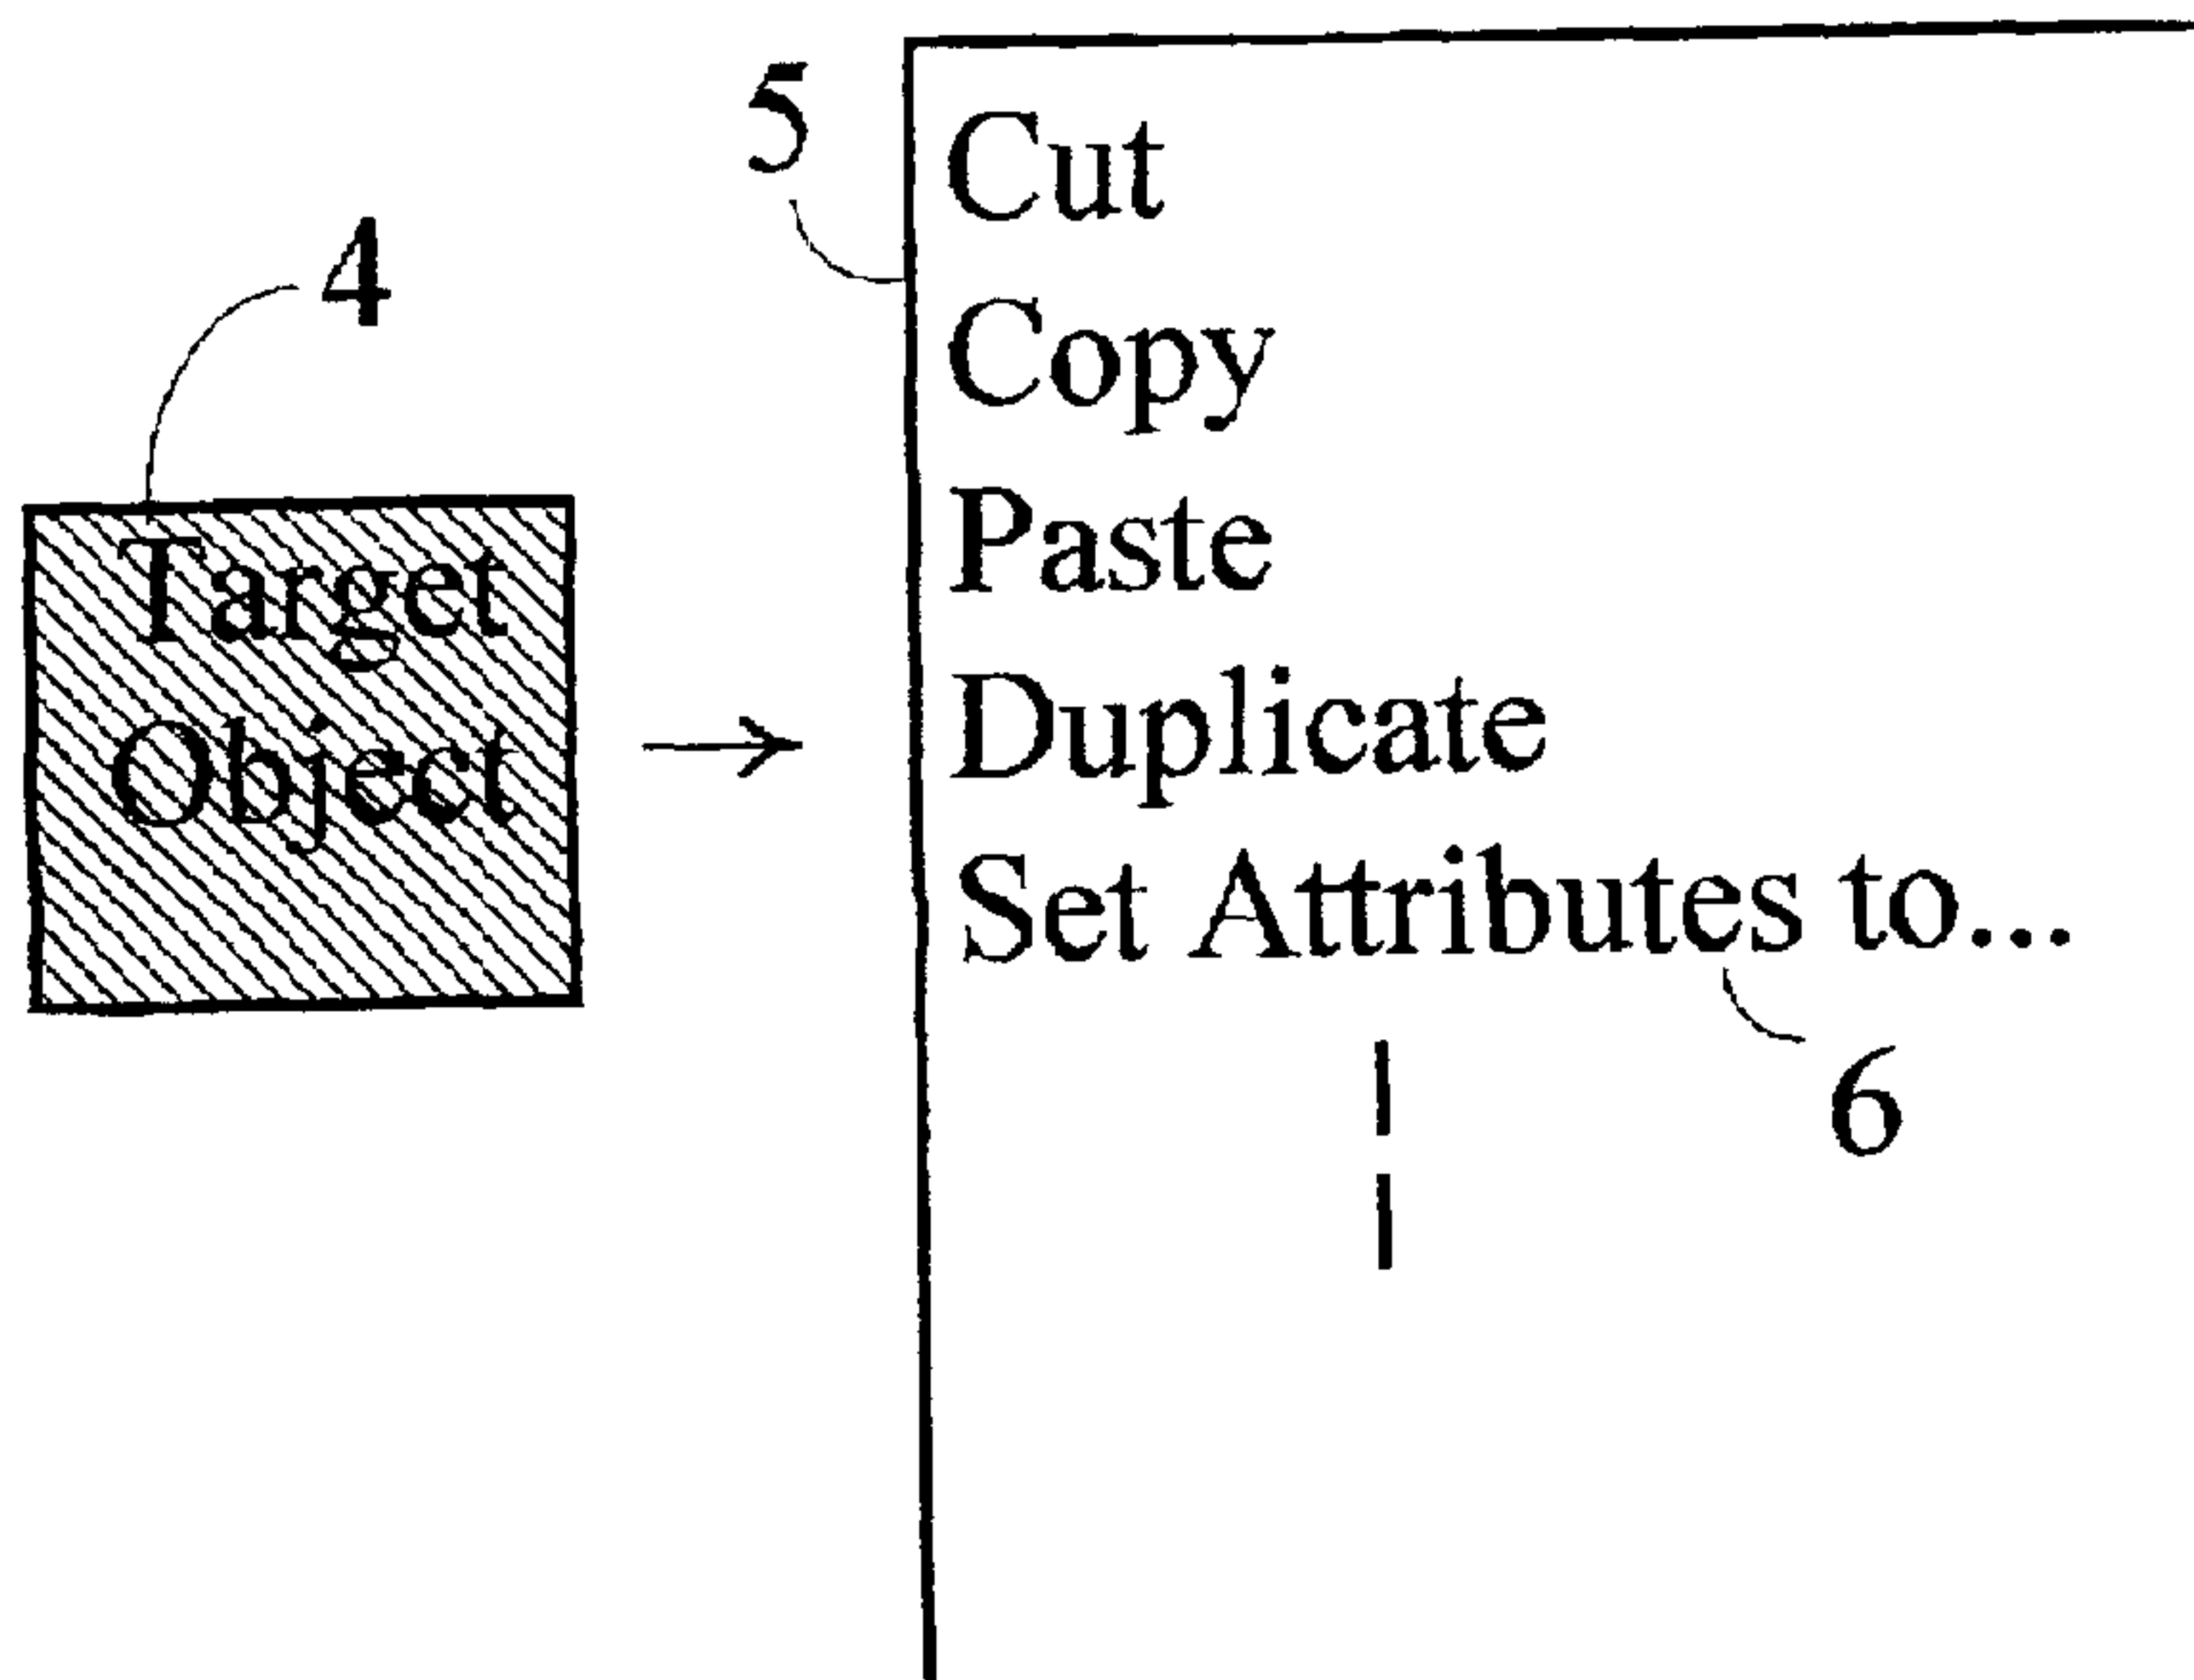 5
4
Target
Object
Cut
Copy
Paste
Duplicate
Set Attributes to...
6